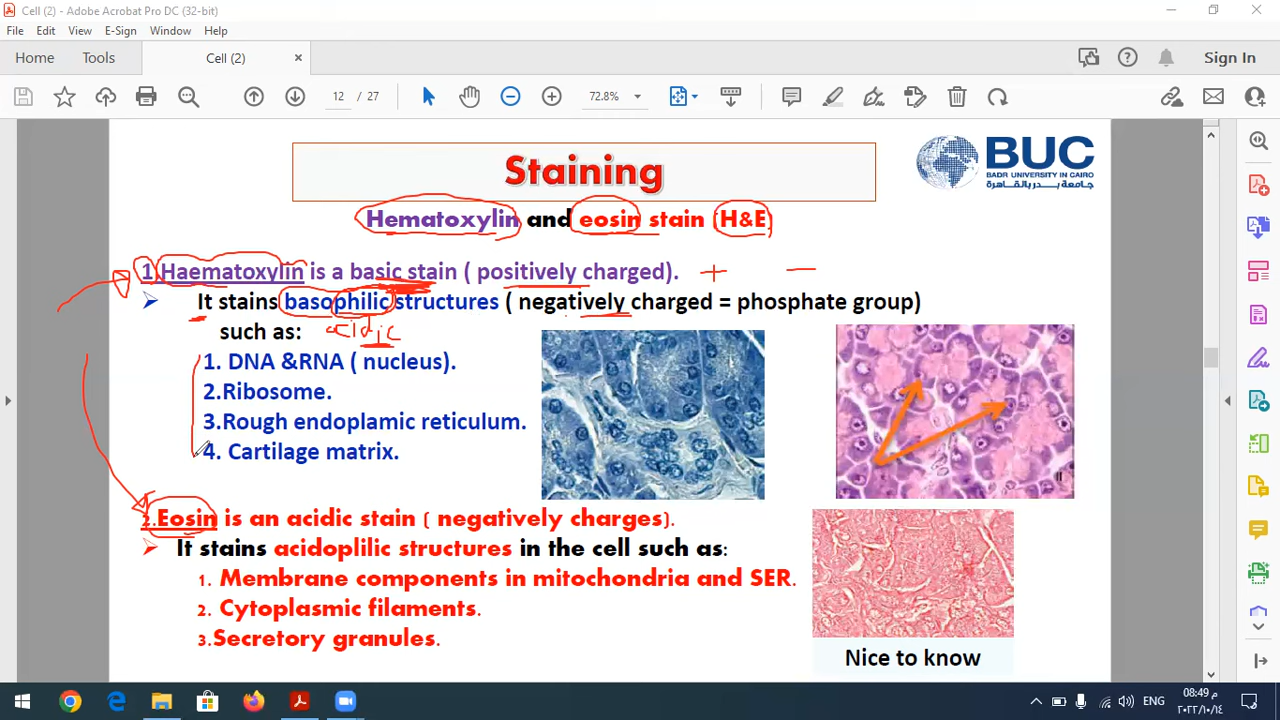 Cell (2) - Adobe Acrobat Pro DC (32-bit)
File Edit View E-Sign Window Help
Home Tools Cell (2) × Sign In
12 / 27 72.8%
Staining
BUC
BADR UNIVERSITY IN CAIRO
جامعة بدر بالقاهرة
Hematoxylin and eosin stain (H&E)
1.Haematoxylin is a basic stain ( positively charged). + −
It stains basophilic structures ( negatively charged = phosphate group)
such as: acidic
1. DNA &RNA ( nucleus).
2.Ribosome.
3.Rough endoplamic reticulum.
4. Cartilage matrix.
II
2.Eosin is an acidic stain ( negatively charges).
It stains acidoplilic structures in the cell such as:
1. Membrane components in mitochondria and SER.
2. Cytoplasmic filaments.
3.Secretory granules.
Nice to know
ENG
08:49 م
٢٠٢٢/١٠/١٤